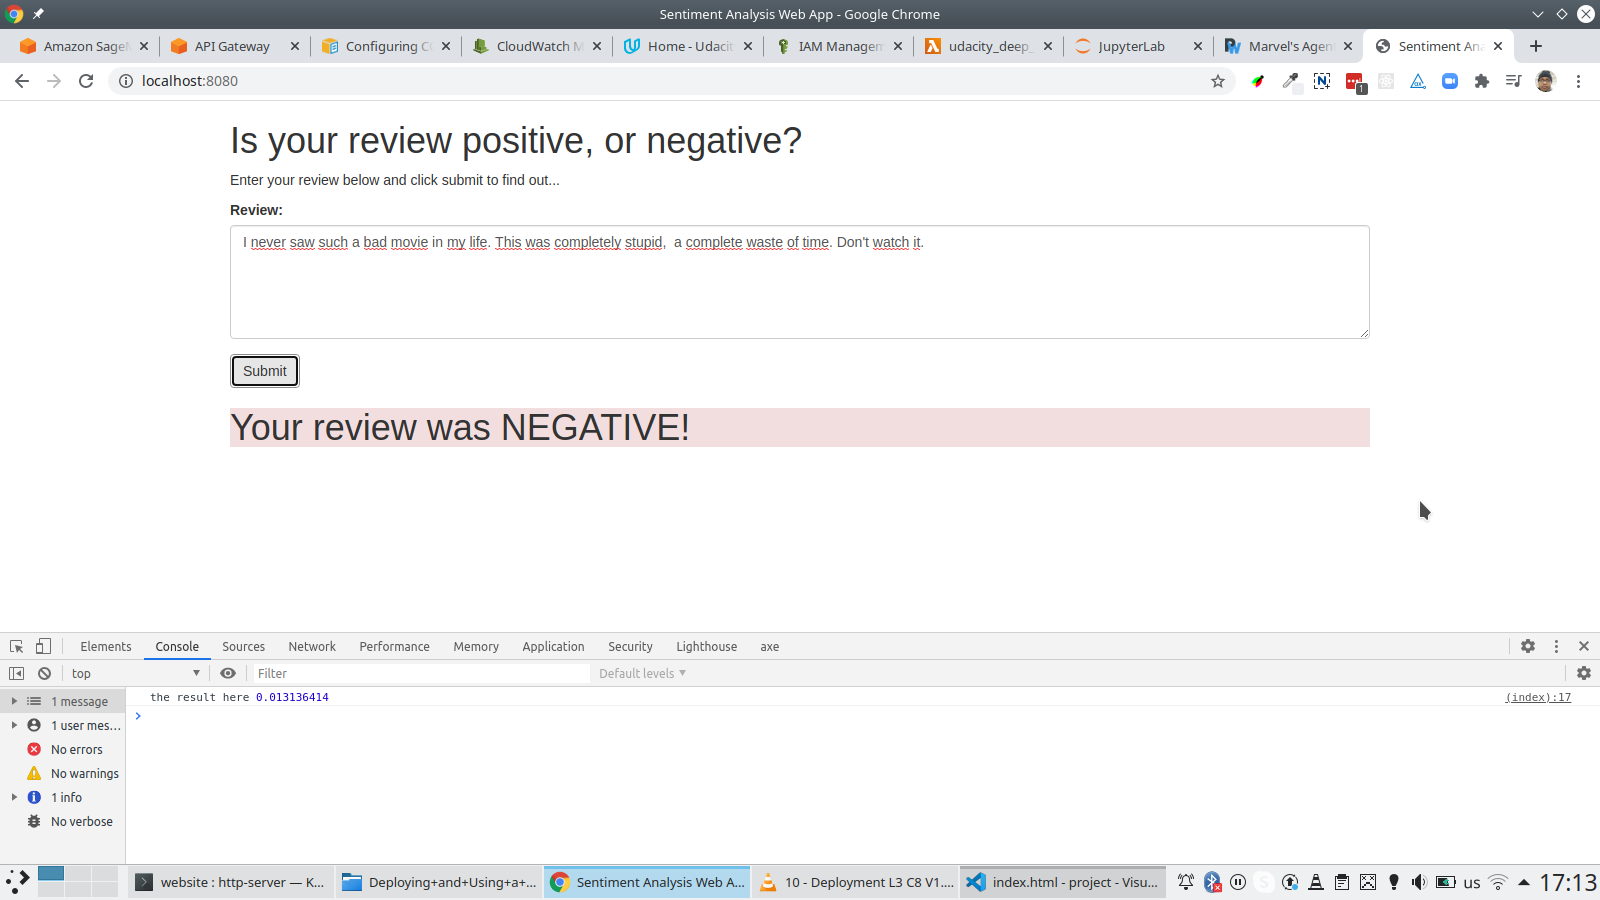 Sentiment Analysis Web App - Google Chrome
Amazon Sage
API Gateway
Configuring C
CloudWatch M
Home - Udaci
IAM Managem
udacity_deep_
JupyterLab
Marvel's Agen
Sentiment An
localhost:8080
1
Is your review positive, or negative?
Enter your review below and click submit to find out...
Review:
I never saw such a bad movie in my life. This was completely stupid,  a complete waste of time. Don't watch it.
Submit
Your review was NEGATIVE!
Elements Console Sources Network Performance Memory Application Security Lighthouse axe
top Filter Default levels
1 message
the result here 0.013136414 (index):17
1 user mes...
No errors
No warnings
1 info
No verbose
website : http-server — K...
Deploying+and+Using+a+...
Sentiment Analysis Web A...
10 - Deployment L3 C8 V1....
index.html - project - Visu...
us
17:13